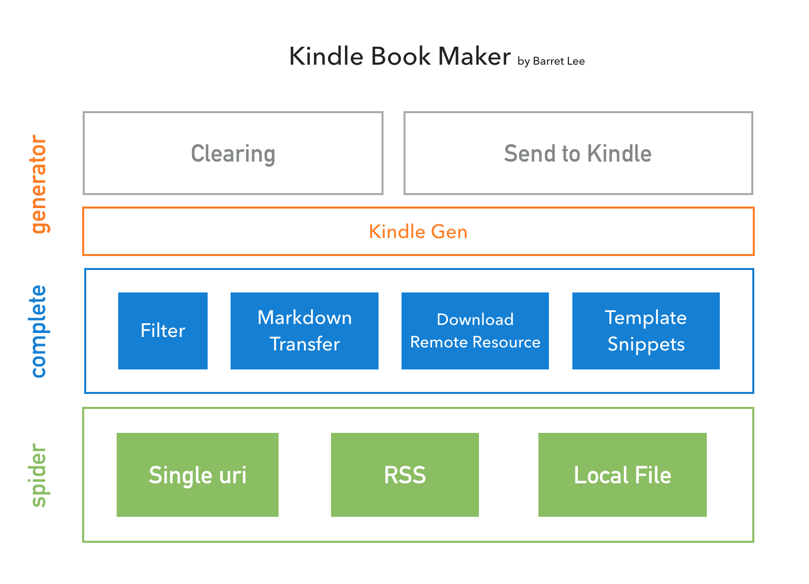 Kindle Book Maker by Barret Lee
generator
Clearing
Send to Kindle
Kindle Gen
complete
Filter
Markdown
Transfer
Download
Remote Resource
Template
Snippets
spider
Single uri
RSS
Local File